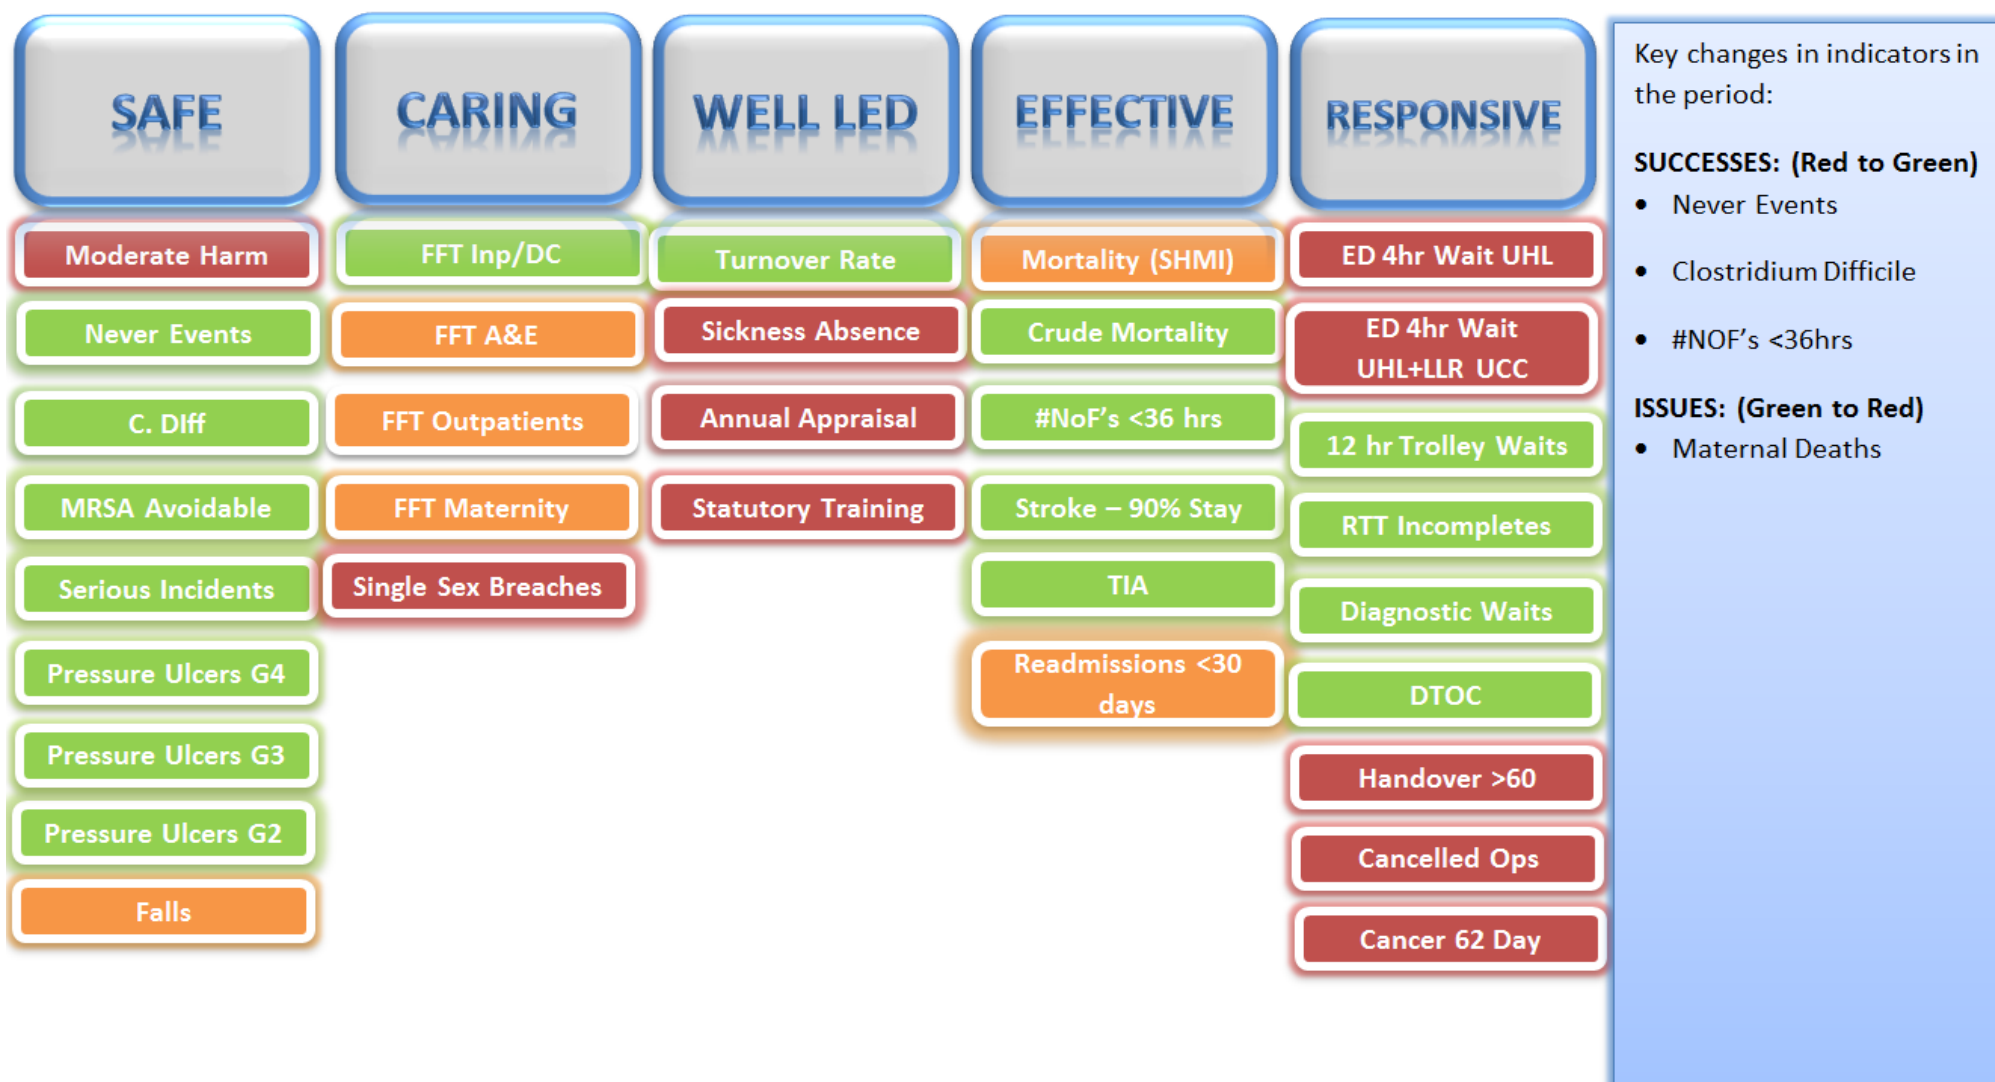 SAFE
Moderate Harm
Never Events
C. DIff
MRSA Avoidable
Serious Incidents
Pressure Ulcers G4
Pressure Ulcers G3
Pressure Ulcers G2
Falls
CARING
FFT Inp/DC
FFT A&E
FFT Outpatients
FFT Maternity
Single Sex Breaches
WELL LED
Turnover Rate
Sickness Absence
Annual Appraisal
Statutory Training
EFFECTIVE
Mortality (SHMI)
Crude Mortality
#NoF's <36 hrs
Stroke – 90% Stay
TIA
Readmissions <30
days
RESPONSIVE
ED 4hr Wait UHL
ED 4hr Wait
UHL+LLR UCC
12 hr Trolley Waits
RTT Incompletes
Diagnostic Waits
DTOC
Handover >60
Cancelled Ops
Cancer 62 Day
Key changes in indicators in
the period:
SUCCESSES: (Red to Green)
• Never Events
• Clostridium Difficile
• #NOF's <36hrs
ISSUES: (Green to Red)
• Maternal Deaths